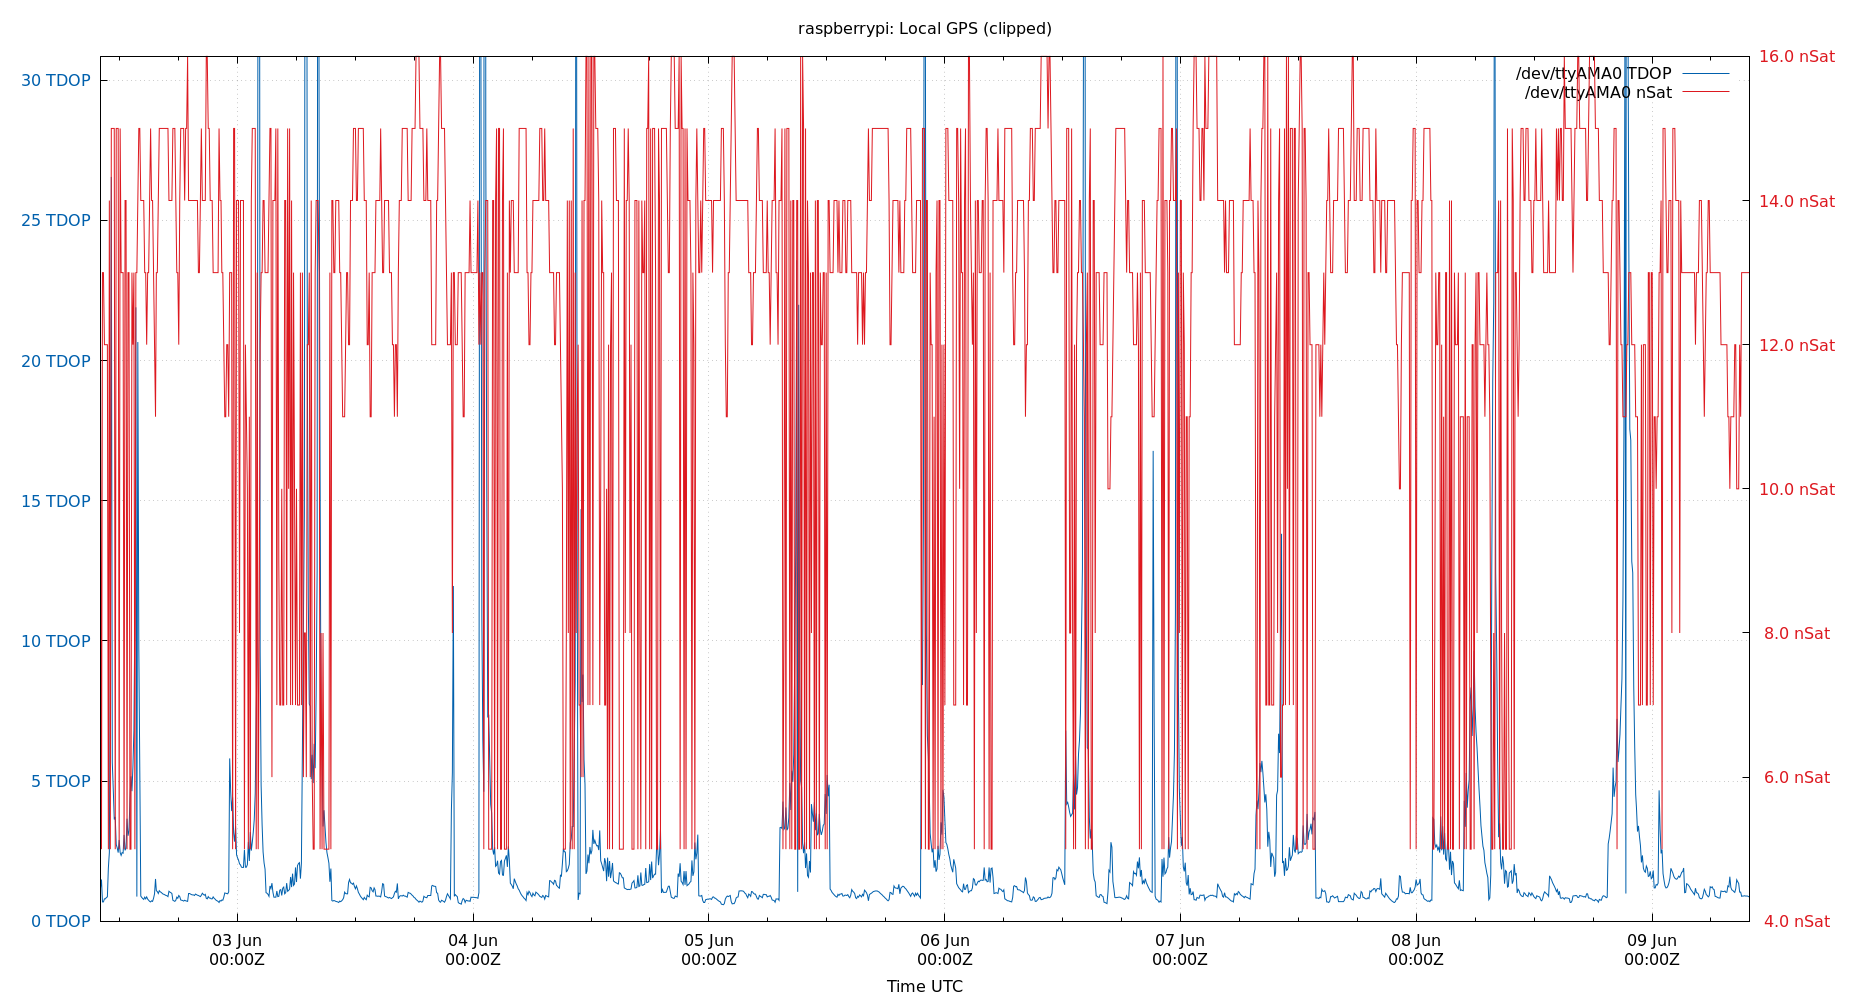 raspberrypi: Local GPS (clipped)
30 TDOP
25 TDOP
20 TDOP
15 TDOP
10 TDOP
5 TDOP
0 TDOP
/dev/ttyAMA0 TDOP
/dev/ttyAMA0 nSat
16.0 nSat
14.0 nSat
12.0 nSat
10.0 nSat
8.0 nSat
6.0 nSat
4.0 nSat
03 Jun 04 Jun 05 Jun 06 Jun 07 Jun 08 Jun 09 Jun
00:00Z 00:00Z 00:00Z 00:00Z 00:00Z 00:00Z 00:00Z
Time UTC